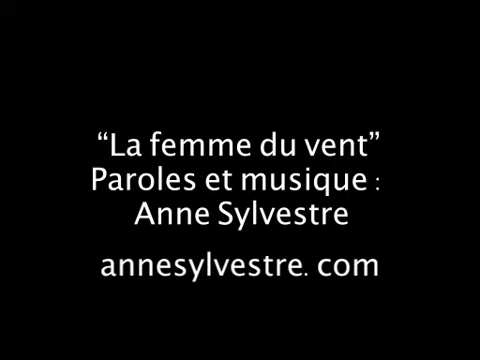 “La femme du vent”
Paroles et musique :
Anne Sylvestre
annesylvestre. com